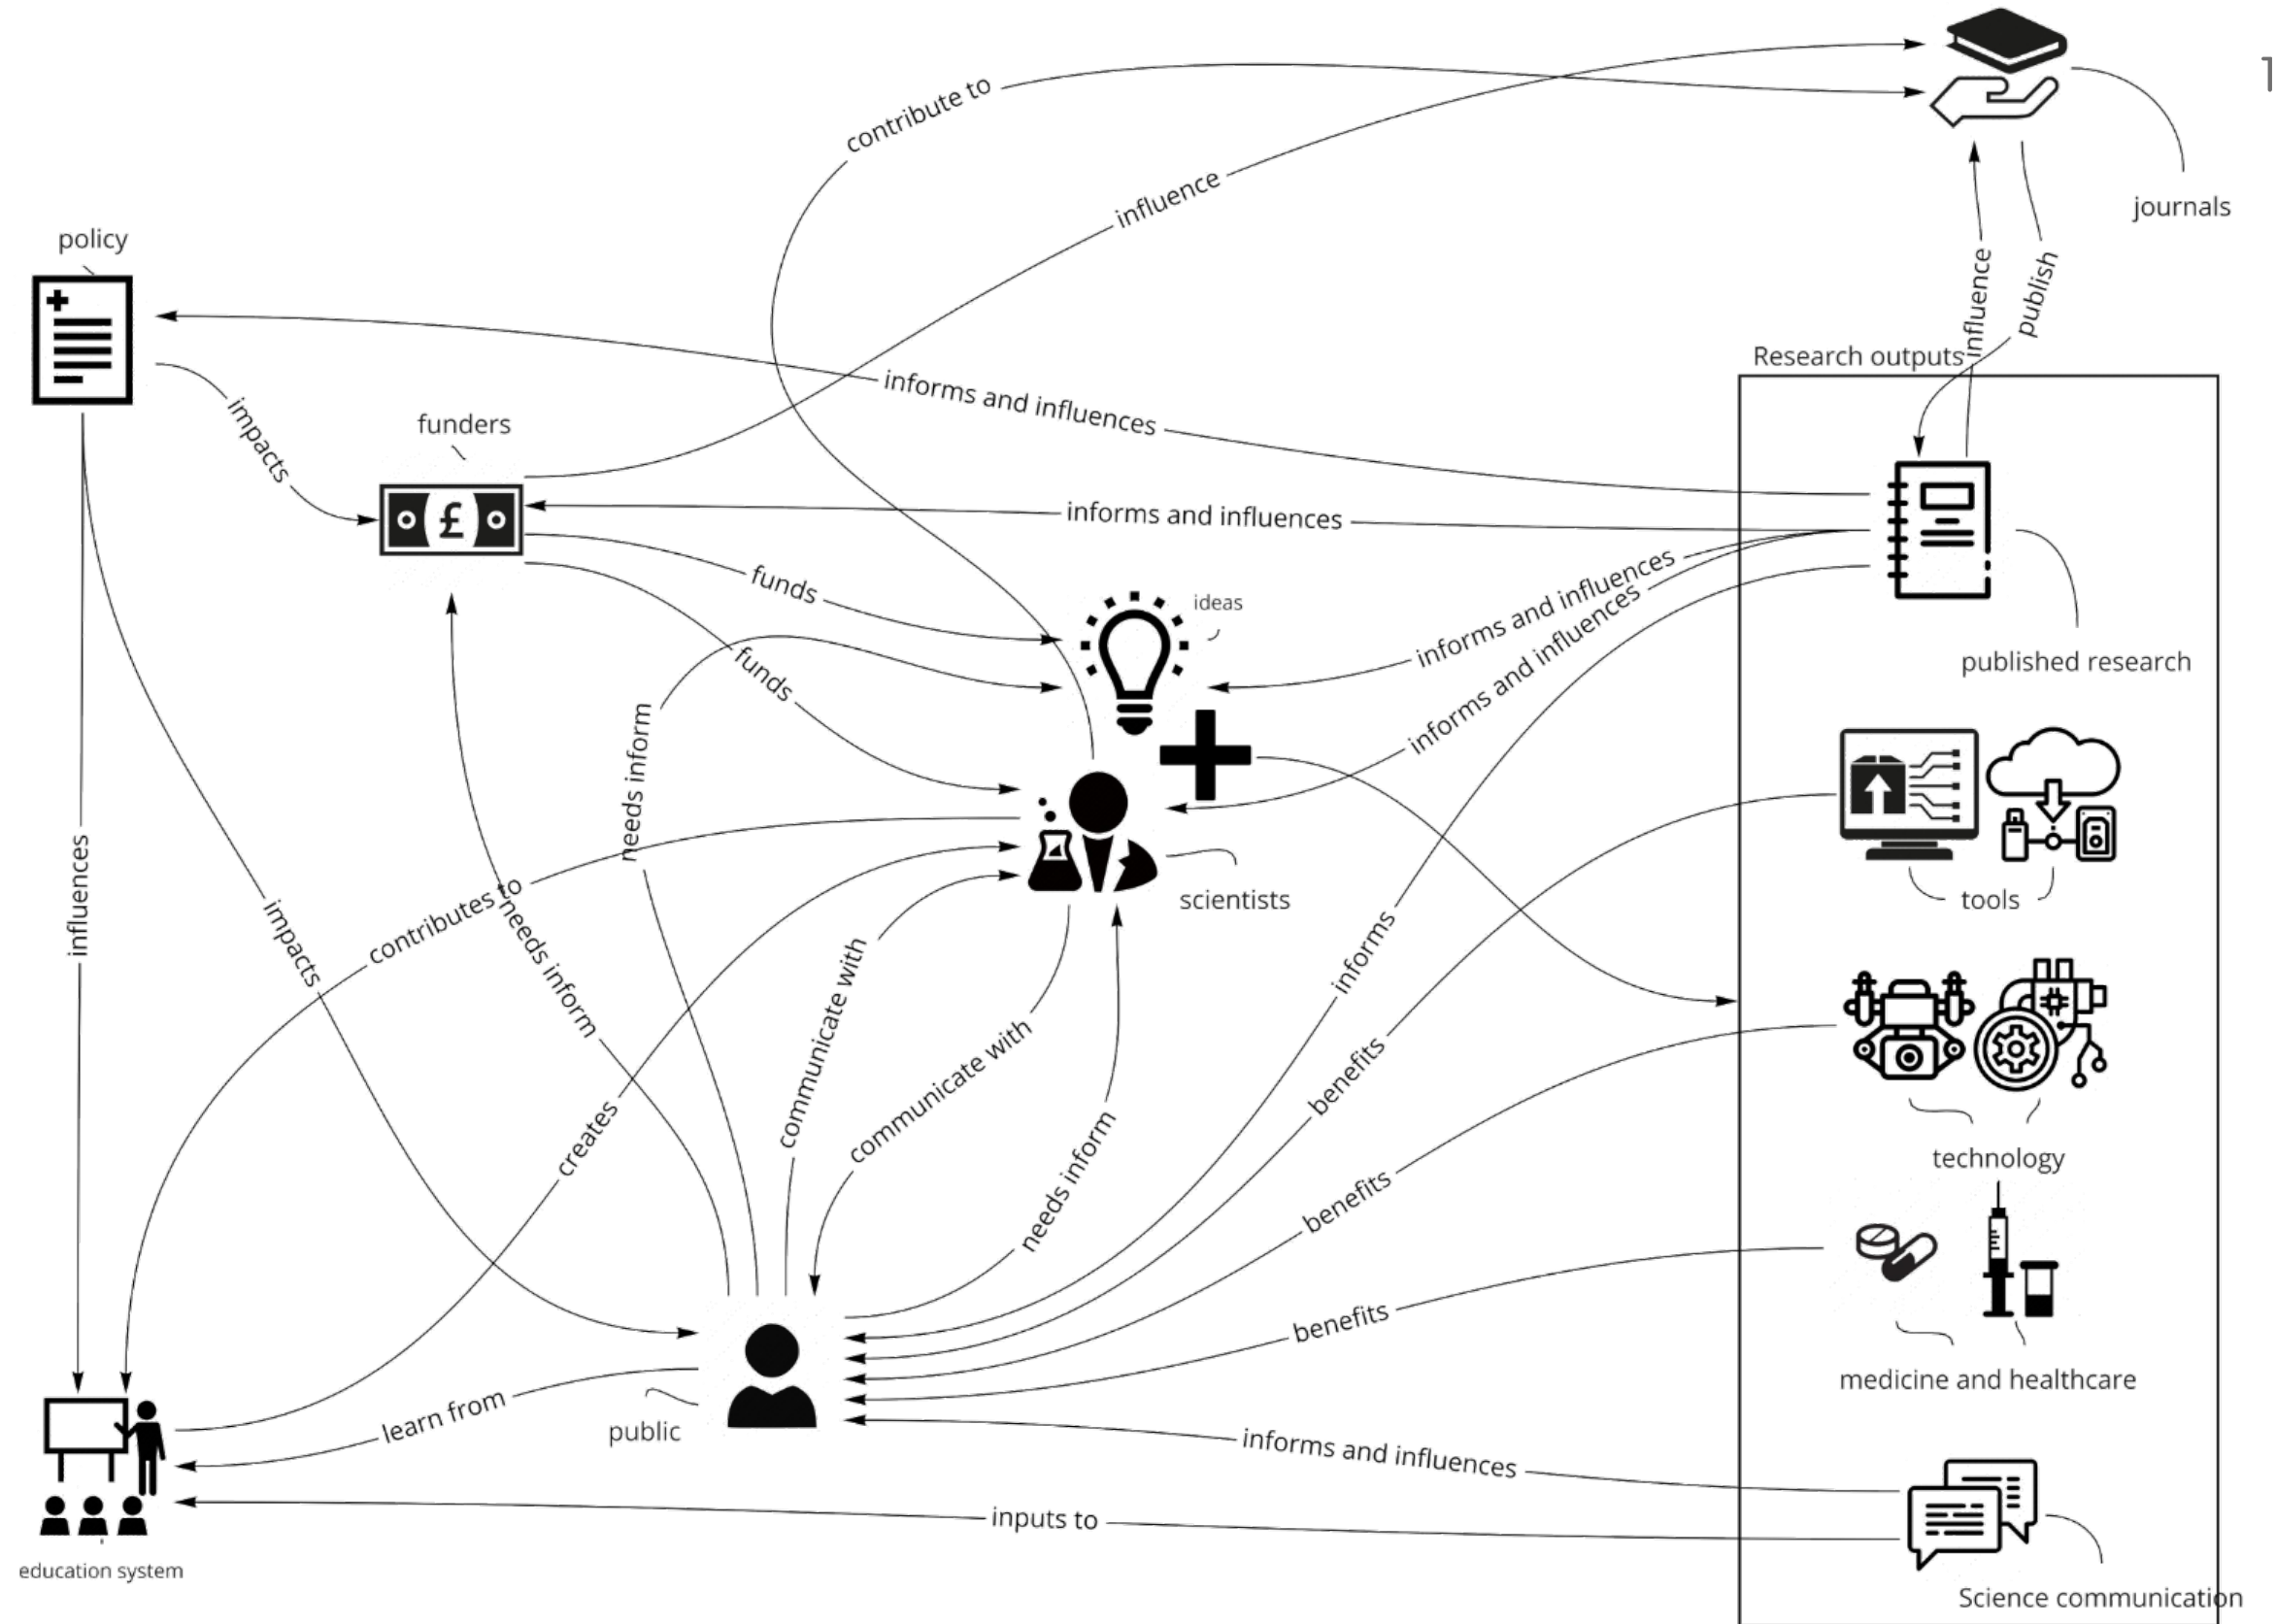 contribute to
1
influence
journals
policy
influence
publish
Research outputs
informs and influences
impacts
funders
£
informs and influences
funds
informs and influences
ideas
informs and influences
published research
funds
needs inform
influences
contributes to
needs inform
impacts
scientists
tools
communicate with
communicate with
informs
benefits
creates
needs inform
technology
benefits
benefits
medicine and healthcare
learn from
public
informs and influences
inputs to
education system
Science communication